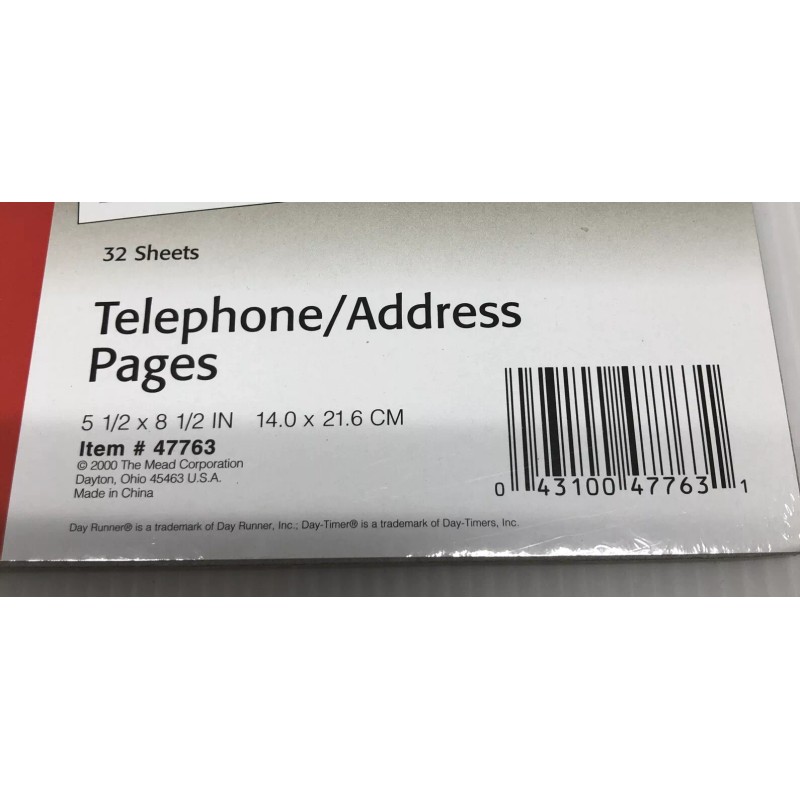 32 Sheets
Telephone/Address
Pages
5 1/2 x 8 1/2 IN 14.0 x 21.6 CM
Item # 47763
© 2000 The Mead Corporation
Dayton, Ohio 45463 U.S.A.
Made in China
0 43100 47763 1
Day Runner® is a trademark of Day Runner, Inc.; Day-Timer® is a trademark of Day-Timers, Inc.